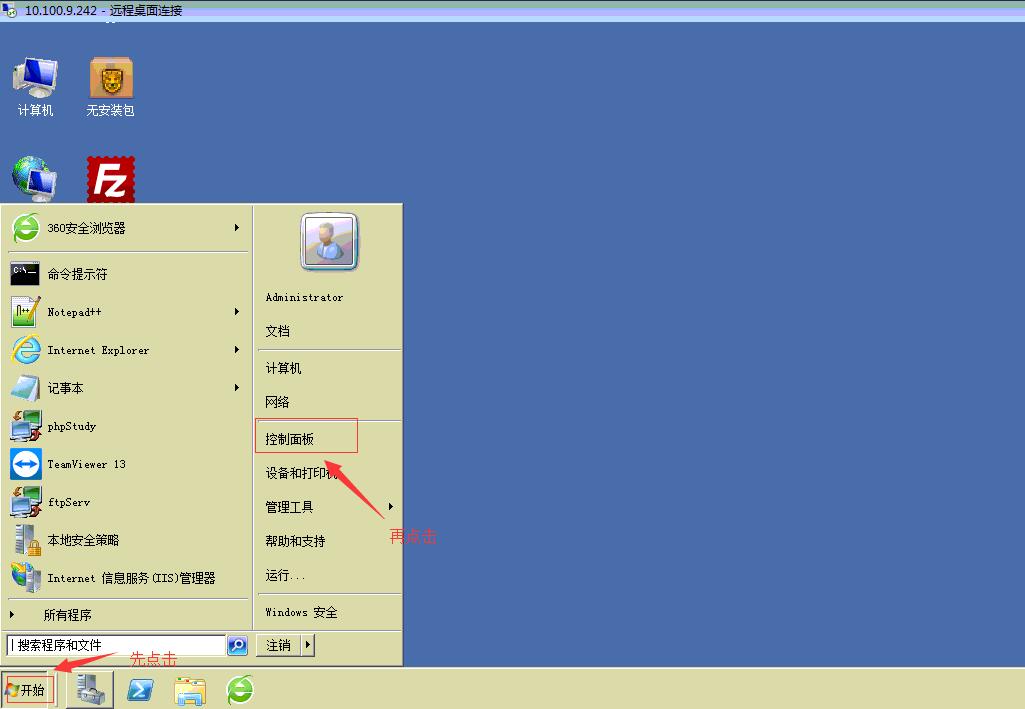 10.100.9.242 - 远程桌面连接
计算机
无安装包
FZ
360安全浏览器
C:\-
命令提示符
Notepad++
Internet Explorer
记事本
phpStudy
TeamViewer 13
ftpServ
本地安全策略
Internet 信息服务(IIS)管理器
所有程序
搜索程序和文件
Administrator
文档
计算机
网络
控制面板
设备和打印机
管理工具
帮助和支持
运行...
Windows 安全
注销
再点击
先点击
开始